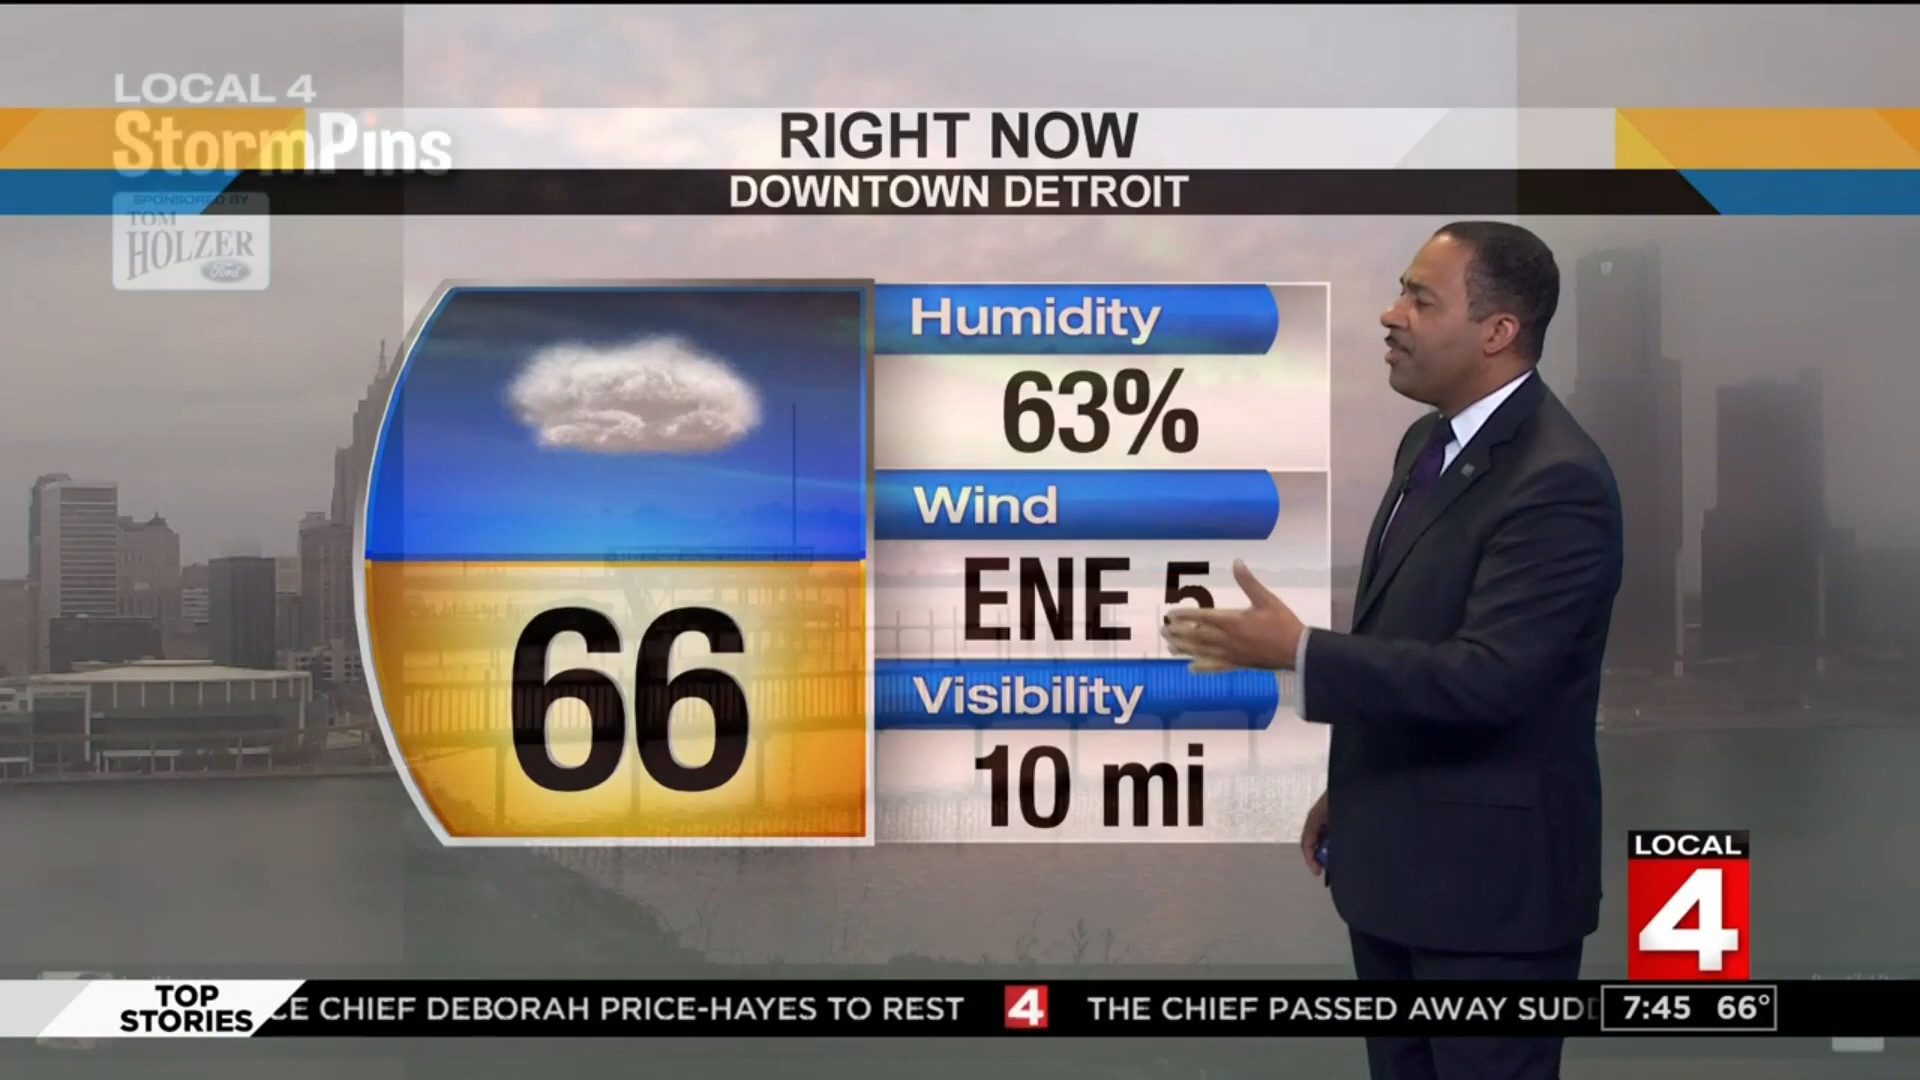 LOCAL 4
StormPins
SPONSORED BY
TOM
HOLZER
Ford
RIGHT NOW
DOWNTOWN DETROIT
Humidity
63%
Wind
ENE 5
66
Visibility
10 mi
LOCAL
4
TOP
STORIES
CE CHIEF DEBORAH PRICE-HAYES TO REST 4 THE CHIEF PASSED AWAY SUDD
7:45 66°